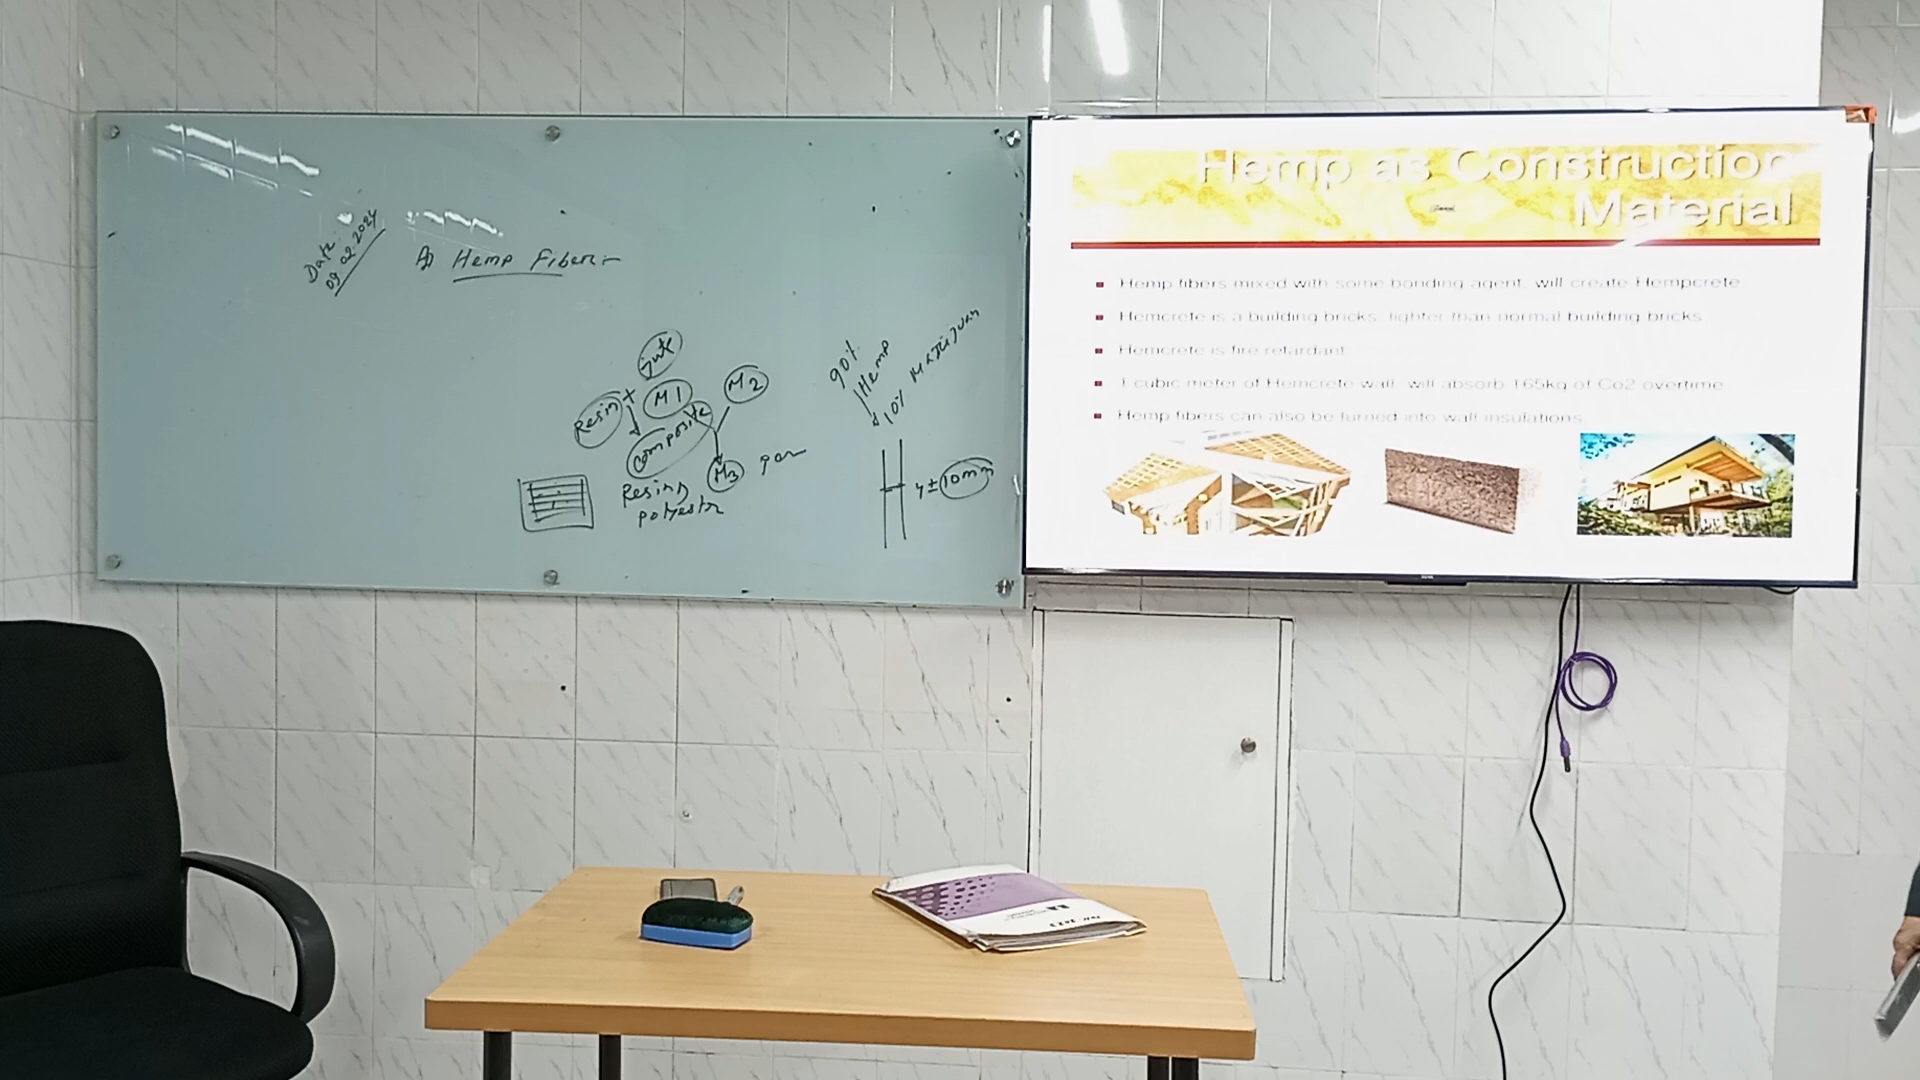 Date:
09.02.2024
Hemp Fiber:-
jute
Resin + M1
M2
composite
M3
Resin,
polyestr
90%
Hemp
10%
4±10mm
Hemp as Construction
Material
Hemp fibers mixed with some bonding agent, will create Hempcrete
Hemcrete is a building bricks, lighter than normal building bricks
Hemcrete is fire retardant
1 cubic meter of Hemcrete wall, will absorb 165kg of Co2 overtime
Hemp fibers can also be turned into wall insulations